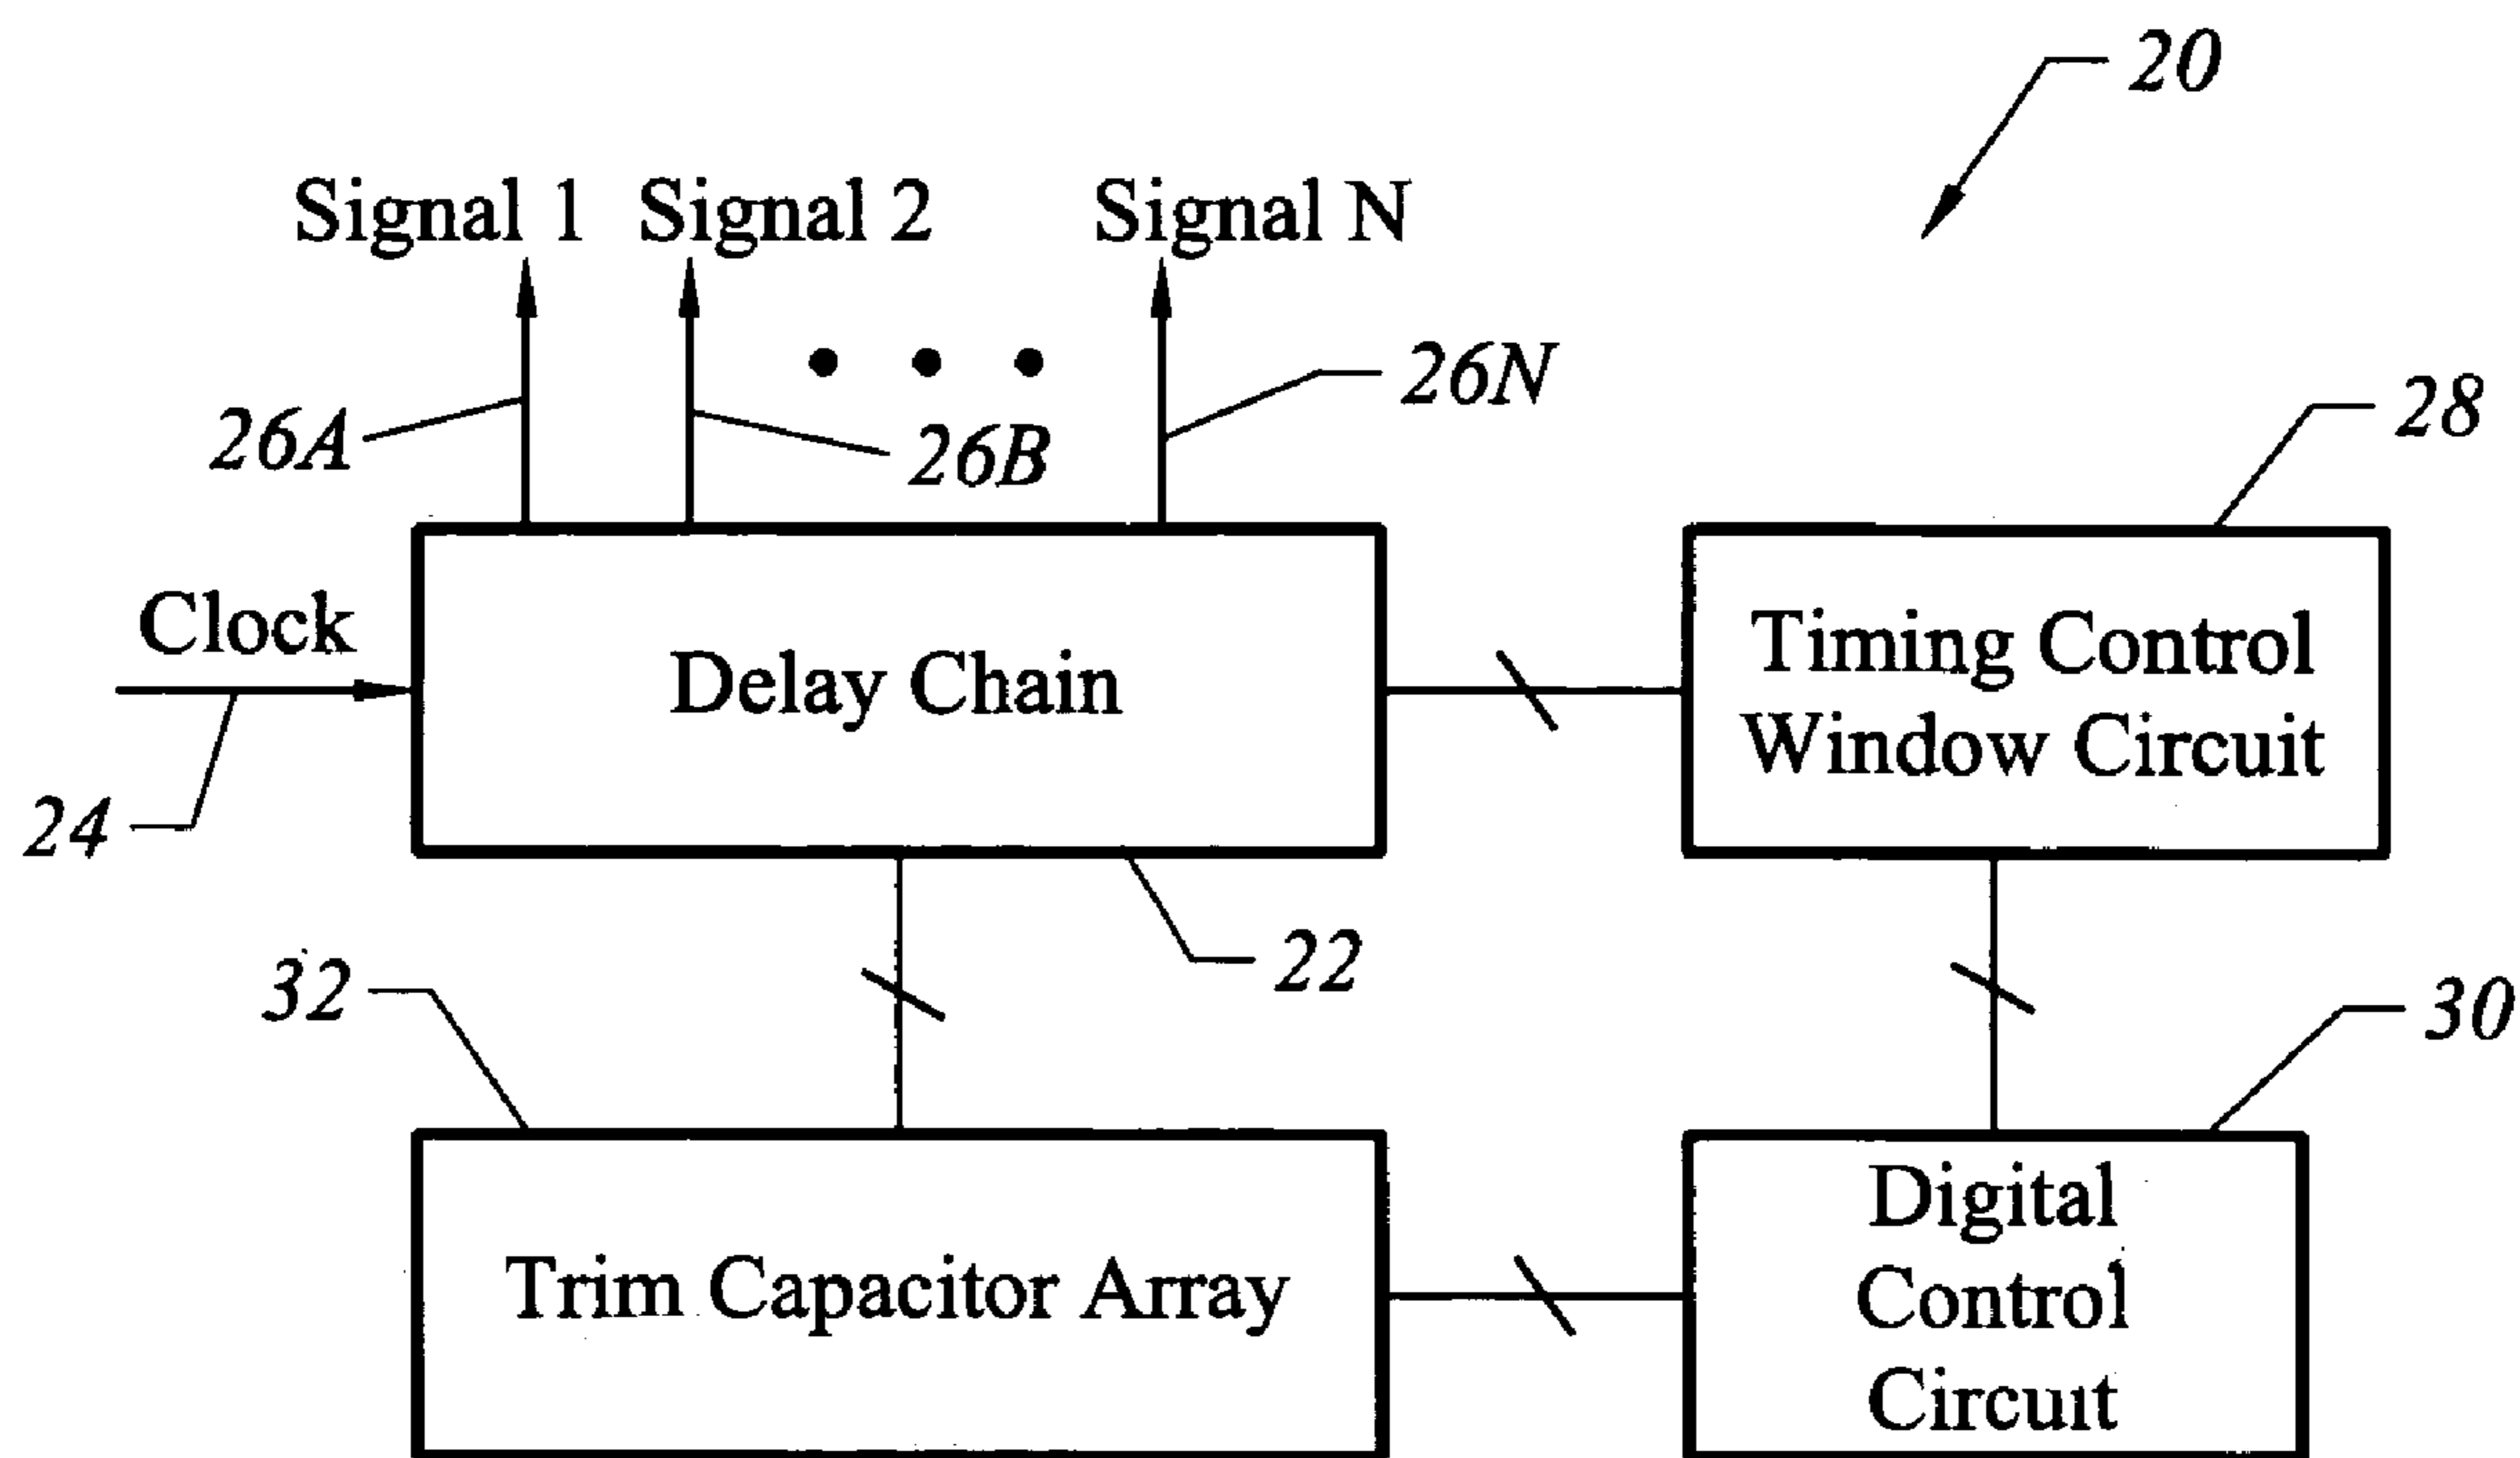 20
Signal 1 Signal 2 Signal N
26A 26B 26N
28
Clock
24
Delay Chain
Timing Control
Window Circuit
22
32
30
Trim Capacitor Array
Digital
Control
Circuit